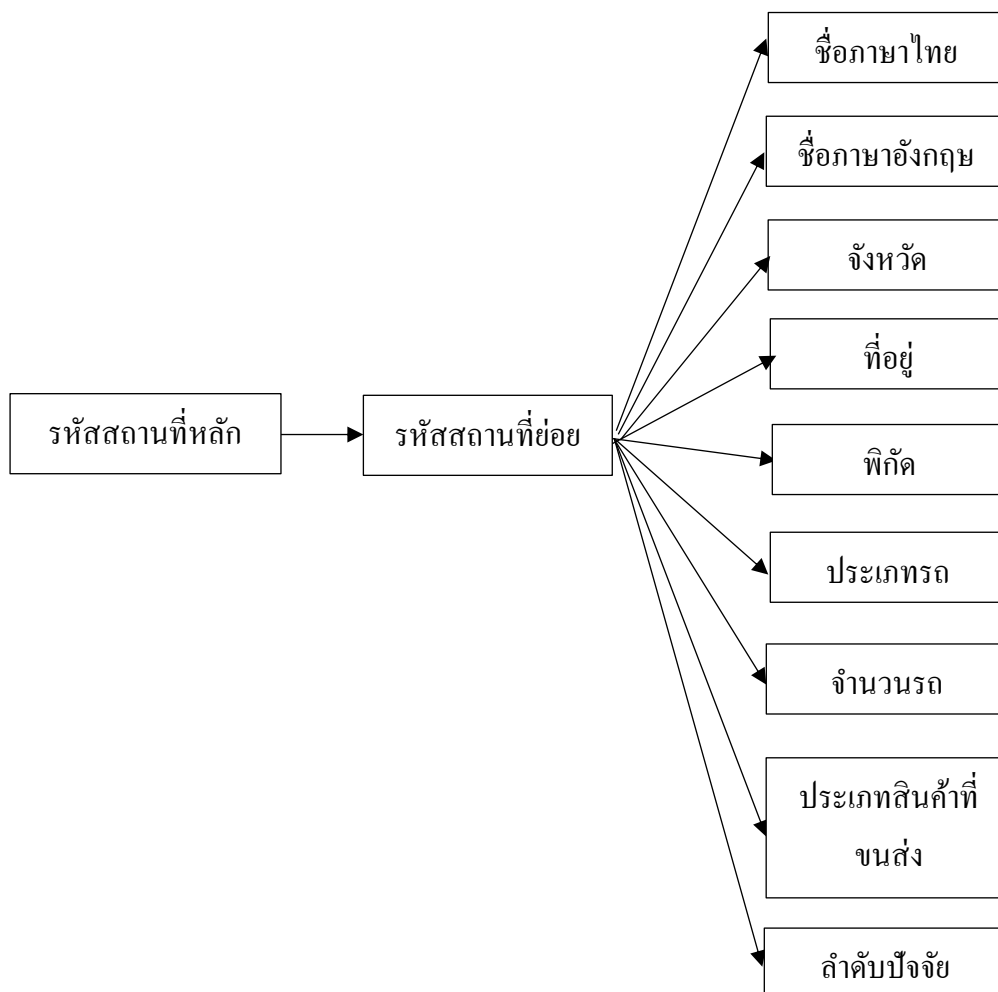 ชื่อภาษาไทย
ชื่อภาษาอังกฤษ
จังหวัด
ที่อยู่
รหัสสถานที่หลัก
รหัสสถานที่ย่อย
พิกัด
ประเภทรถ
จำนวนรถ
ประเภทสินค้าที่
ขนส่ง
ลำดับปัจจัย